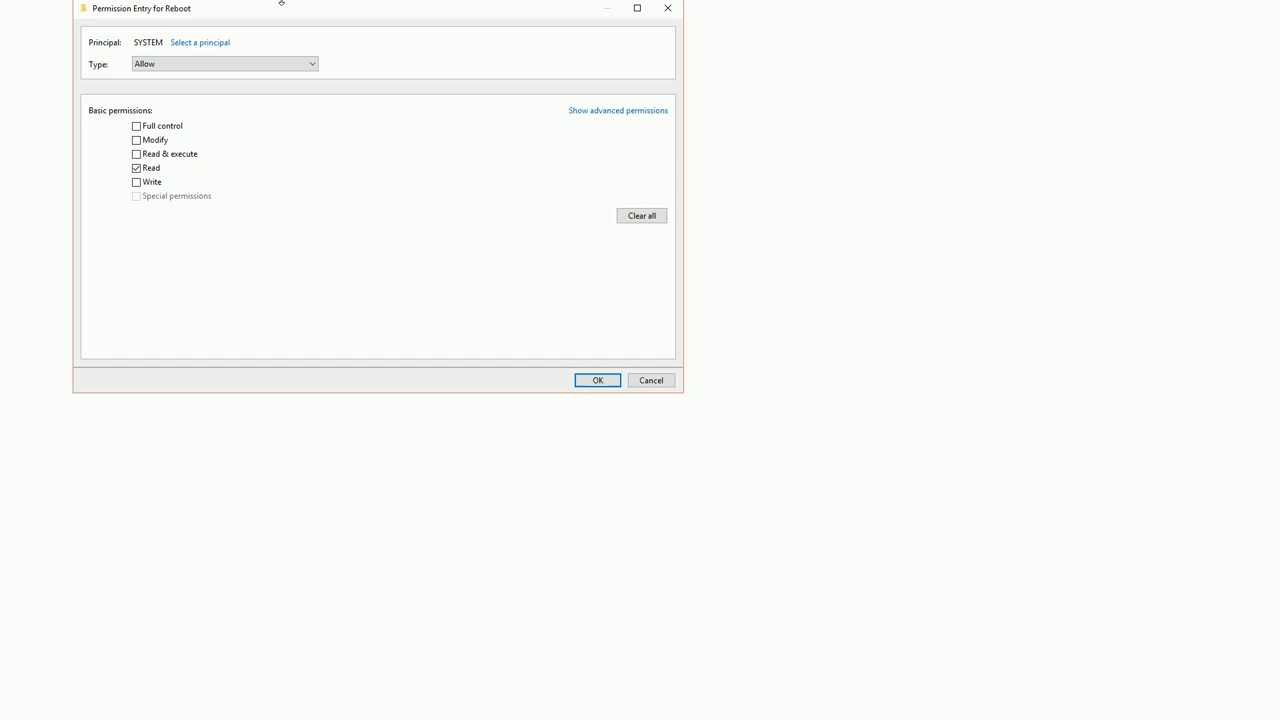 Permission Entry for Reboot
Principal: SYSTEM Select a principal
Type: Allow
Basic permissions: Show advanced permissions
Full control
Modify
Read & execute
Read
Write
Special permissions
Clear all
OK Cancel